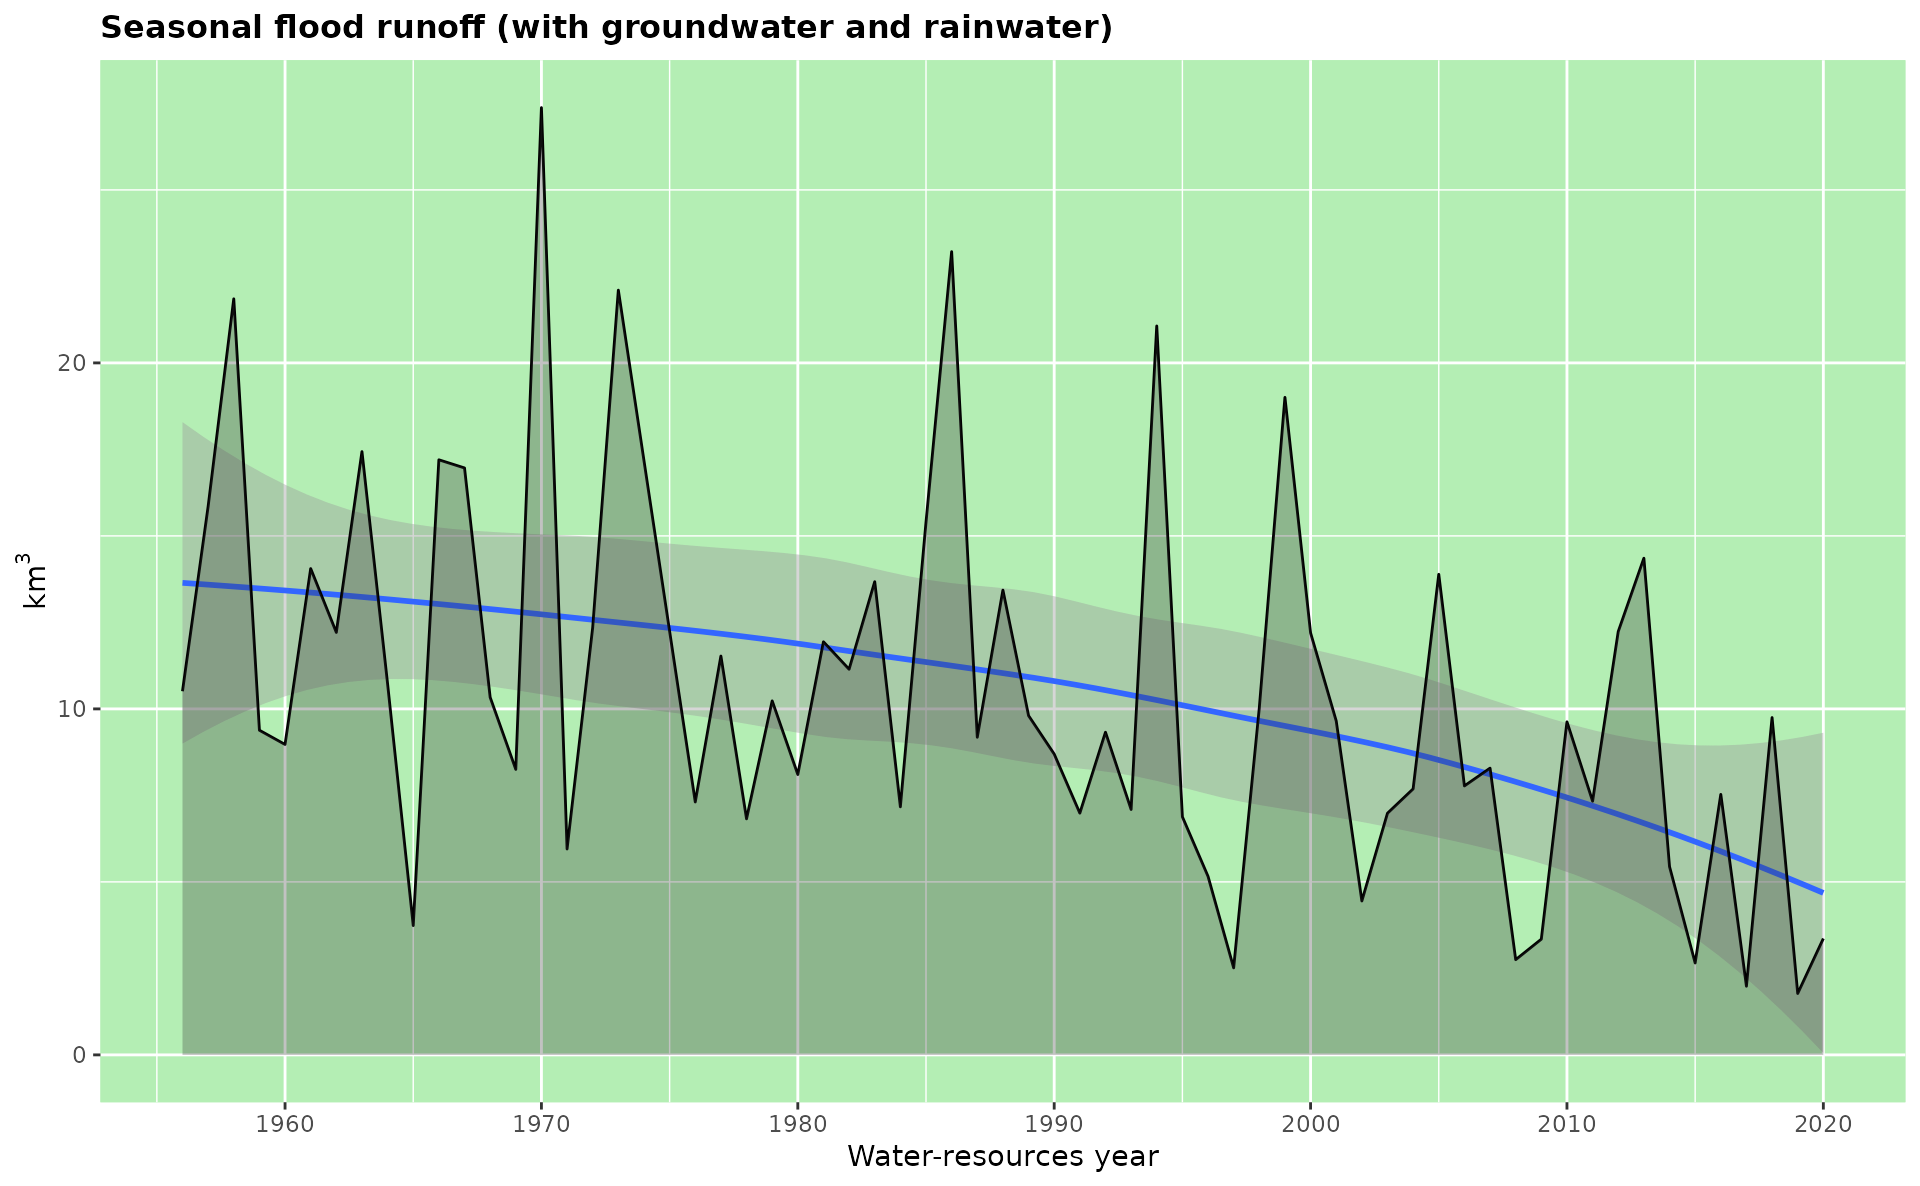 Seasonal flood runoff (with groundwater and rainwater)
km³
20
10
0
1960 1970 1980 1990 2000 2010 2020
Water-resources year